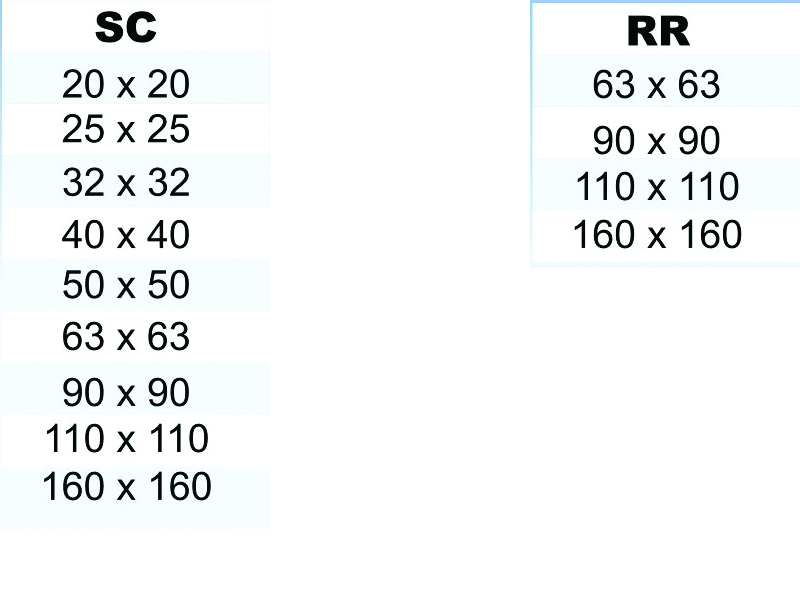 SC
20 x 20
25 x 25
32 x 32
40 x 40
50 x 50
63 x 63
90 x 90
110 x 110
160 x 160
RR
63 x 63
90 x 90
110 x 110
160 x 160